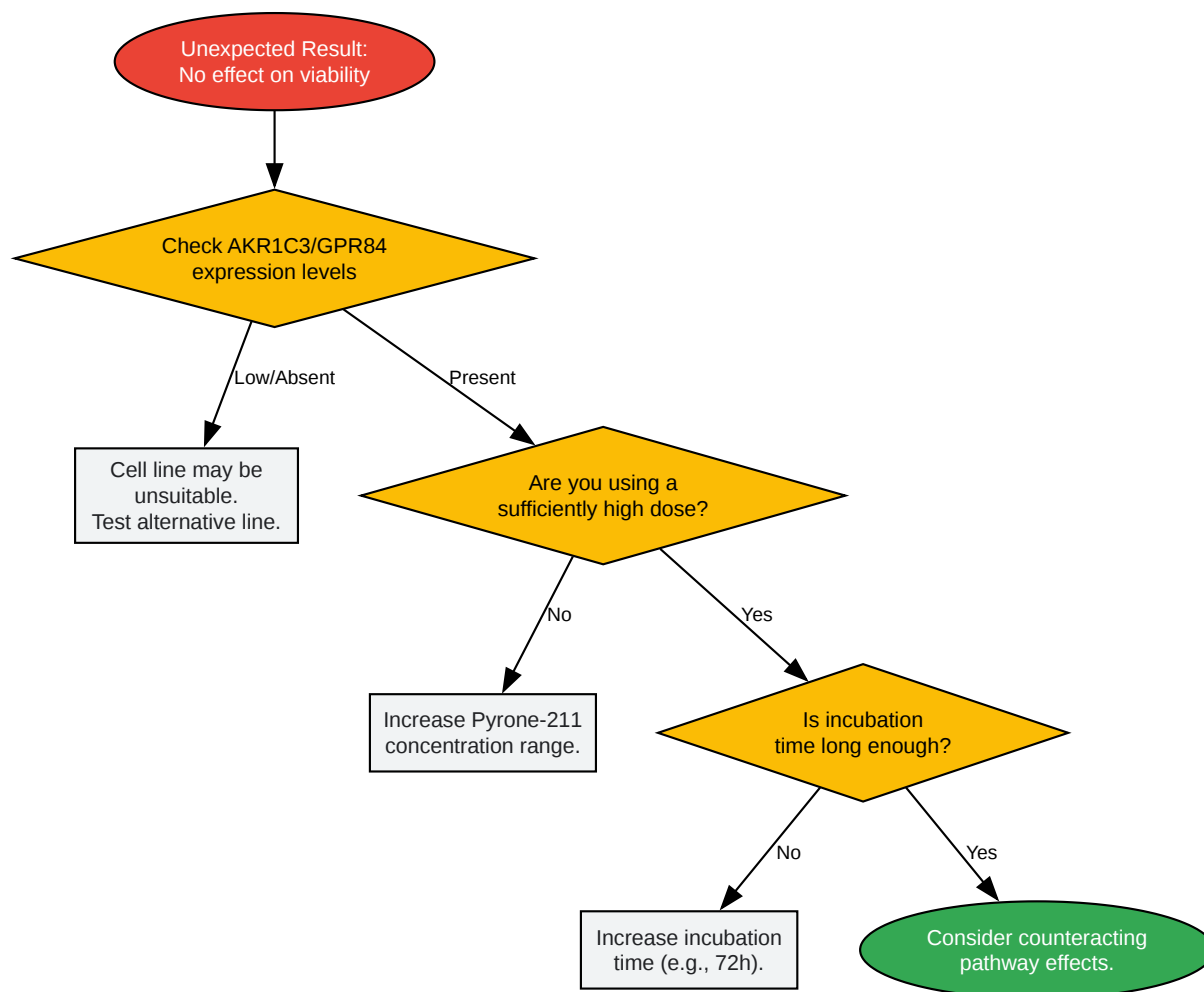 Unexpected Result:
No effect on viability
Check AKR1C3/GPR84
expression levels
Low/Absent
Present
Cell line may be
unsuitable.
Test alternative line.
Are you using a
sufficiently high dose?
No
Yes
Increase Pyrone-211
concentration range.
Is incubation
time long enough?
No
Yes
Increase incubation
time (e.g., 72h).
Consider counteracting
pathway effects.